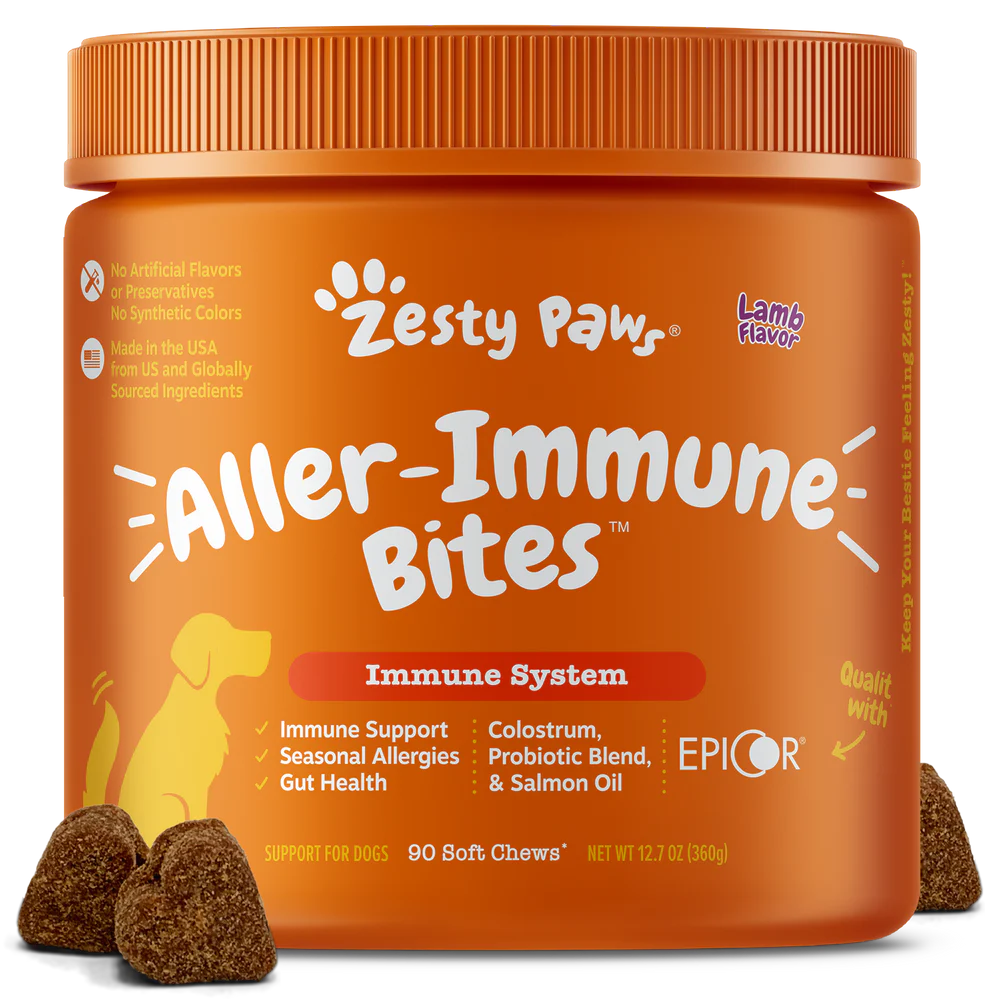 No Artificial Flavors
or Preservatives
No Synthetic Colors
Made in the USA
from US and Globally
Sourced Ingredients
Zesty Paws®
Lamb
Flavor
Aller-Immune
Bites™
Keep Your Bestie Feeling Zesty!
Immune System
Immune Support
Seasonal Allergies
Gut Health
Colostrum,
Probiotic Blend,
& Salmon Oil
EPICOR®
with
SUPPORT FOR DOGS 90 Soft Chews* NET WT 12.7 OZ (360g)